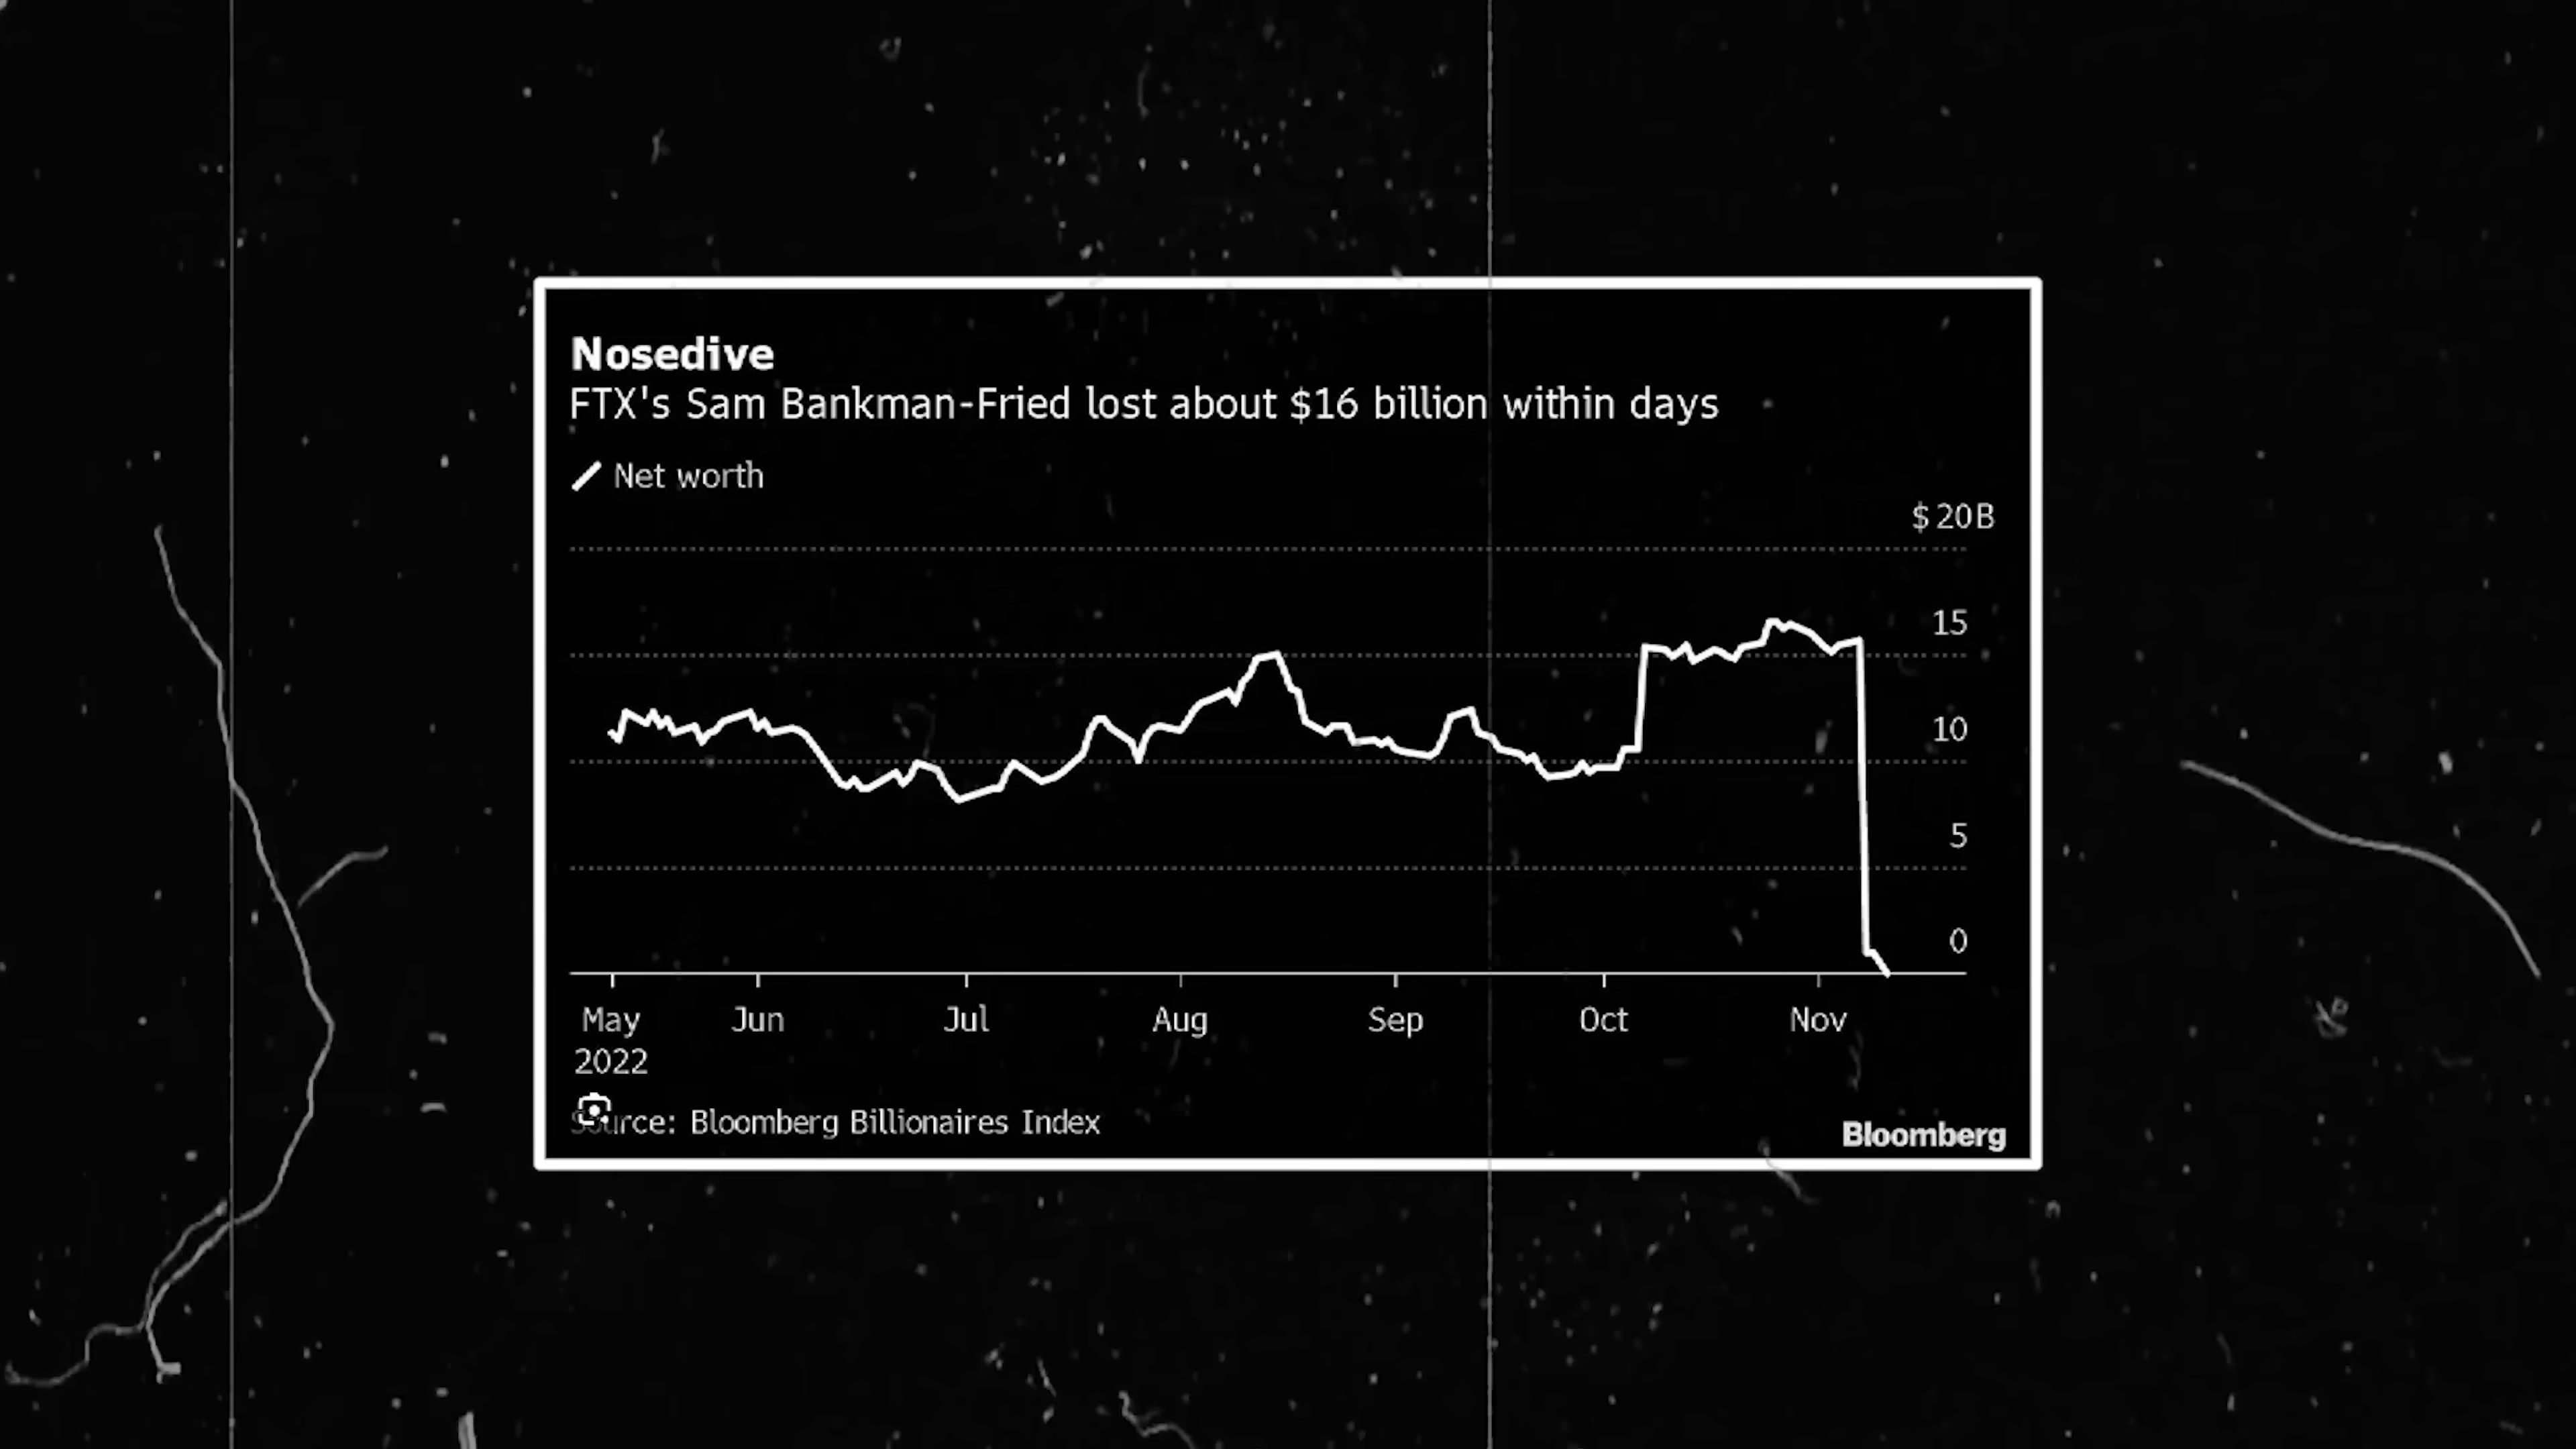 Nosedive
FTX's Sam Bankman-Fried lost about $16 billion within days
Net worth
$20B
15
10
5
0
May Jun Jul Aug Sep Oct Nov
2022
Source: Bloomberg Billionaires Index
Bloomberg